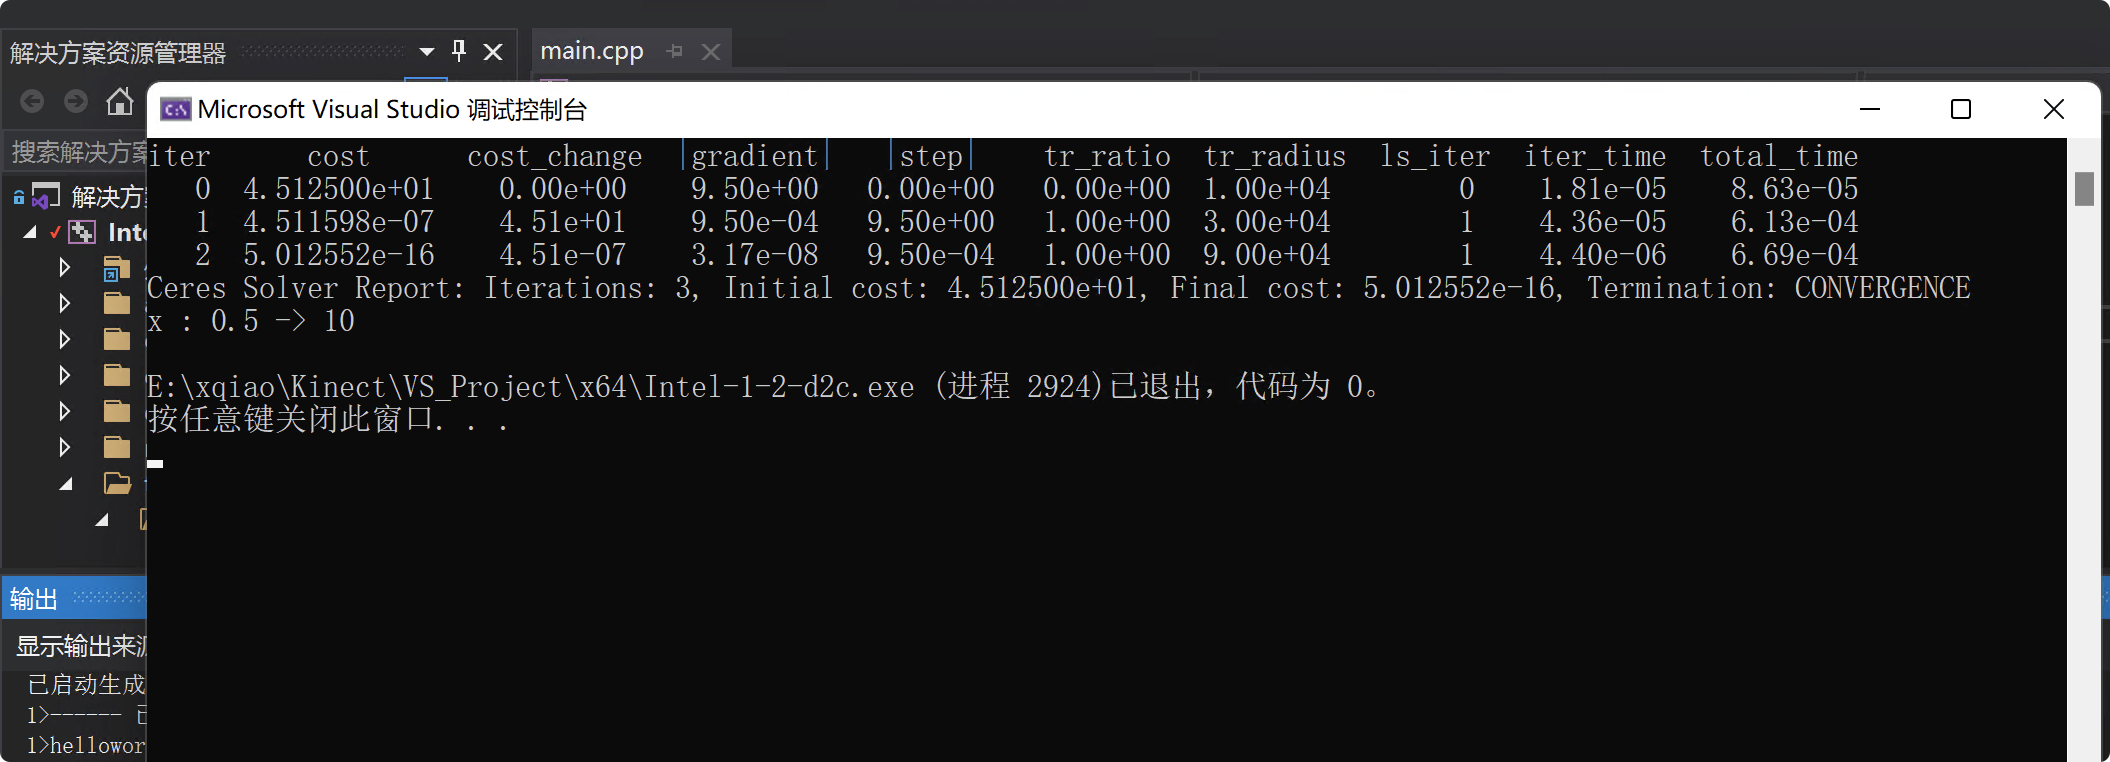 解决方案资源管理器
main.cpp
Microsoft Visual Studio 调试控制台
搜索解决方案
解决方
Inte
iter cost cost_change |gradient| |step| tr_ratio tr_radius ls_iter iter_time total_time
0 4.512500e+01 0.00e+00 9.50e+00 0.00e+00 0.00e+00 1.00e+04 0 1.81e-05 8.63e-05
1 4.511598e-07 4.51e+01 9.50e-04 9.50e+00 1.00e+00 3.00e+04 1 4.36e-05 6.13e-04
2 5.012552e-16 4.51e-07 3.17e-08 9.50e-04 1.00e+00 9.00e+04 1 4.40e-06 6.69e-04
Ceres Solver Report: Iterations: 3, Initial cost: 4.512500e+01, Final cost: 5.012552e-16, Termination: CONVERGENCE
x : 0.5 -> 10
E:\xqiao\Kinect\VS_Project\x64\Intel-1-2-d2c.exe (进程 2924)已退出，代码为 0。
按任意键关闭此窗口. . .
输出
显示输出来源
已启动生成
1>------ 已
1>hellowor